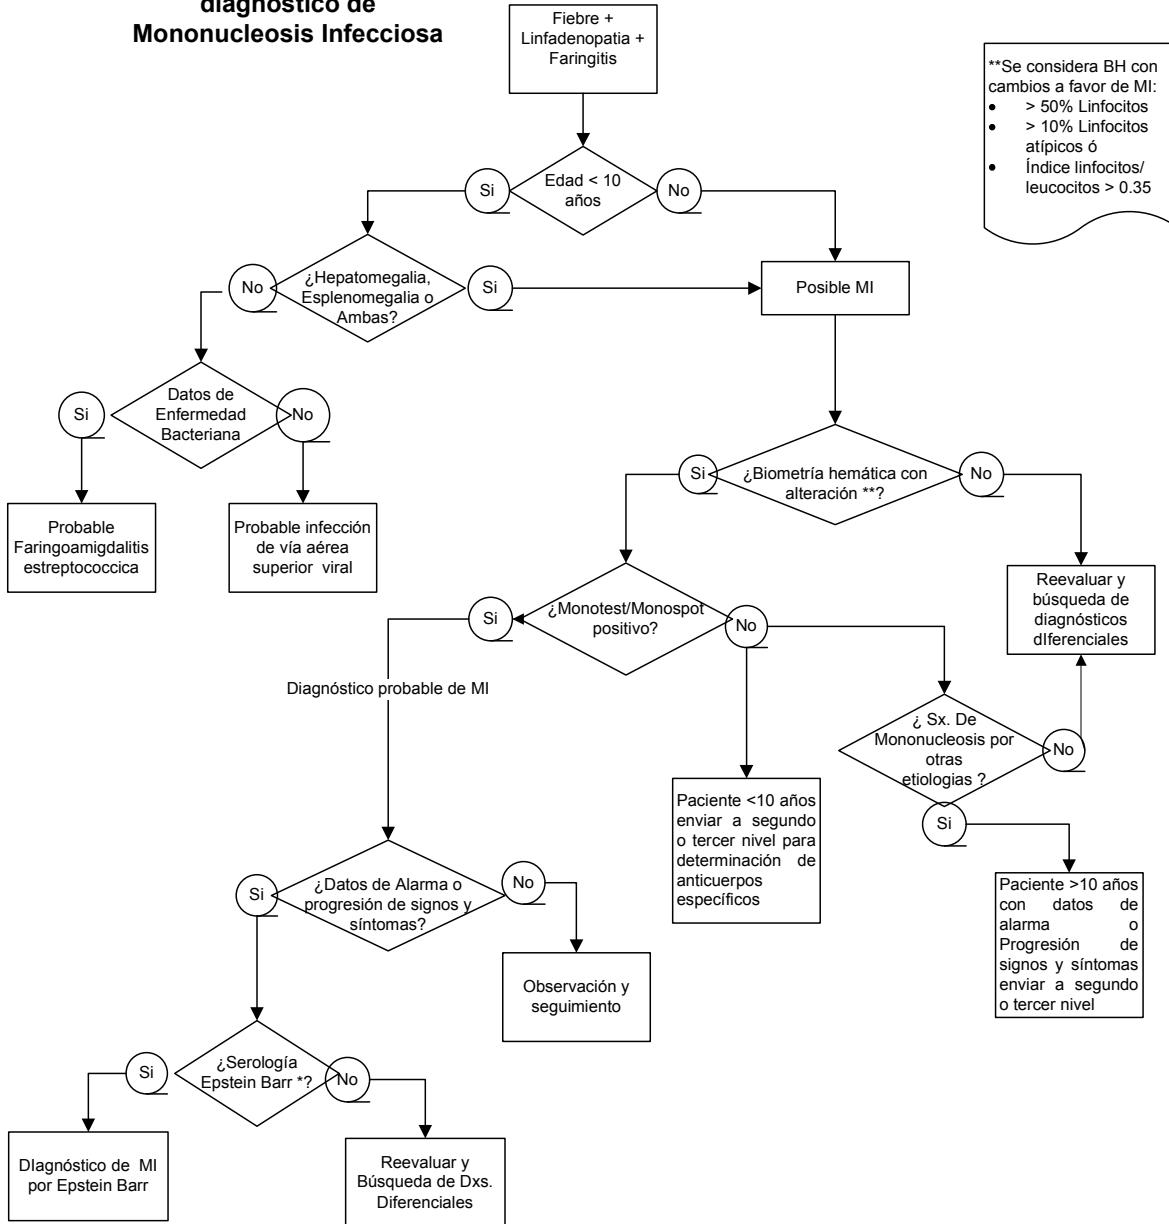 diagnóstico de
Mononucleosis Infecciosa
Fiebre +
Linfadenopatia +
Faringitis
**Se considera BH con
cambios a favor de MI:
• > 50% Linfocitos
• > 10% Linfocitos
atípicos ó
• Índice linfocitos/
leucocitos > 0.35
Si
Edad < 10
años
No
No
¿Hepatomegalia,
Esplenomegalia o
Ambas?
Si
Posible MI
Si
Datos de
Enfermedad
Bacteriana
No
Si
¿Biometría hemática con
alteración **?
No
Probable
Faringoamigdalitis
estreptococcica
Probable infección
de vía aérea
superior viral
Reevaluar y
búsqueda de
diagnósticos
dIferenciales
Si
¿Monotest/Monospot
positivo?
No
Diagnóstico probable de MI
¿ Sx. De
Mononucleosis por
otras
etiologias ?
No
Si
Paciente <10 años
enviar a segundo
o tercer nivel para
determinación de
anticuerpos
específicos
Paciente >10 años
con datos de
alarma o
Progresión de
signos y síntomas
enviar a segundo
o tercer nivel
Si
¿Datos de Alarma o
progresión de signos y
síntomas?
No
Observación y
seguimiento
Si
¿Serología
Epstein Barr *?
No
DIagnóstico de MI
por Epstein Barr
Reevaluar y
Búsqueda de Dxs.
Diferenciales